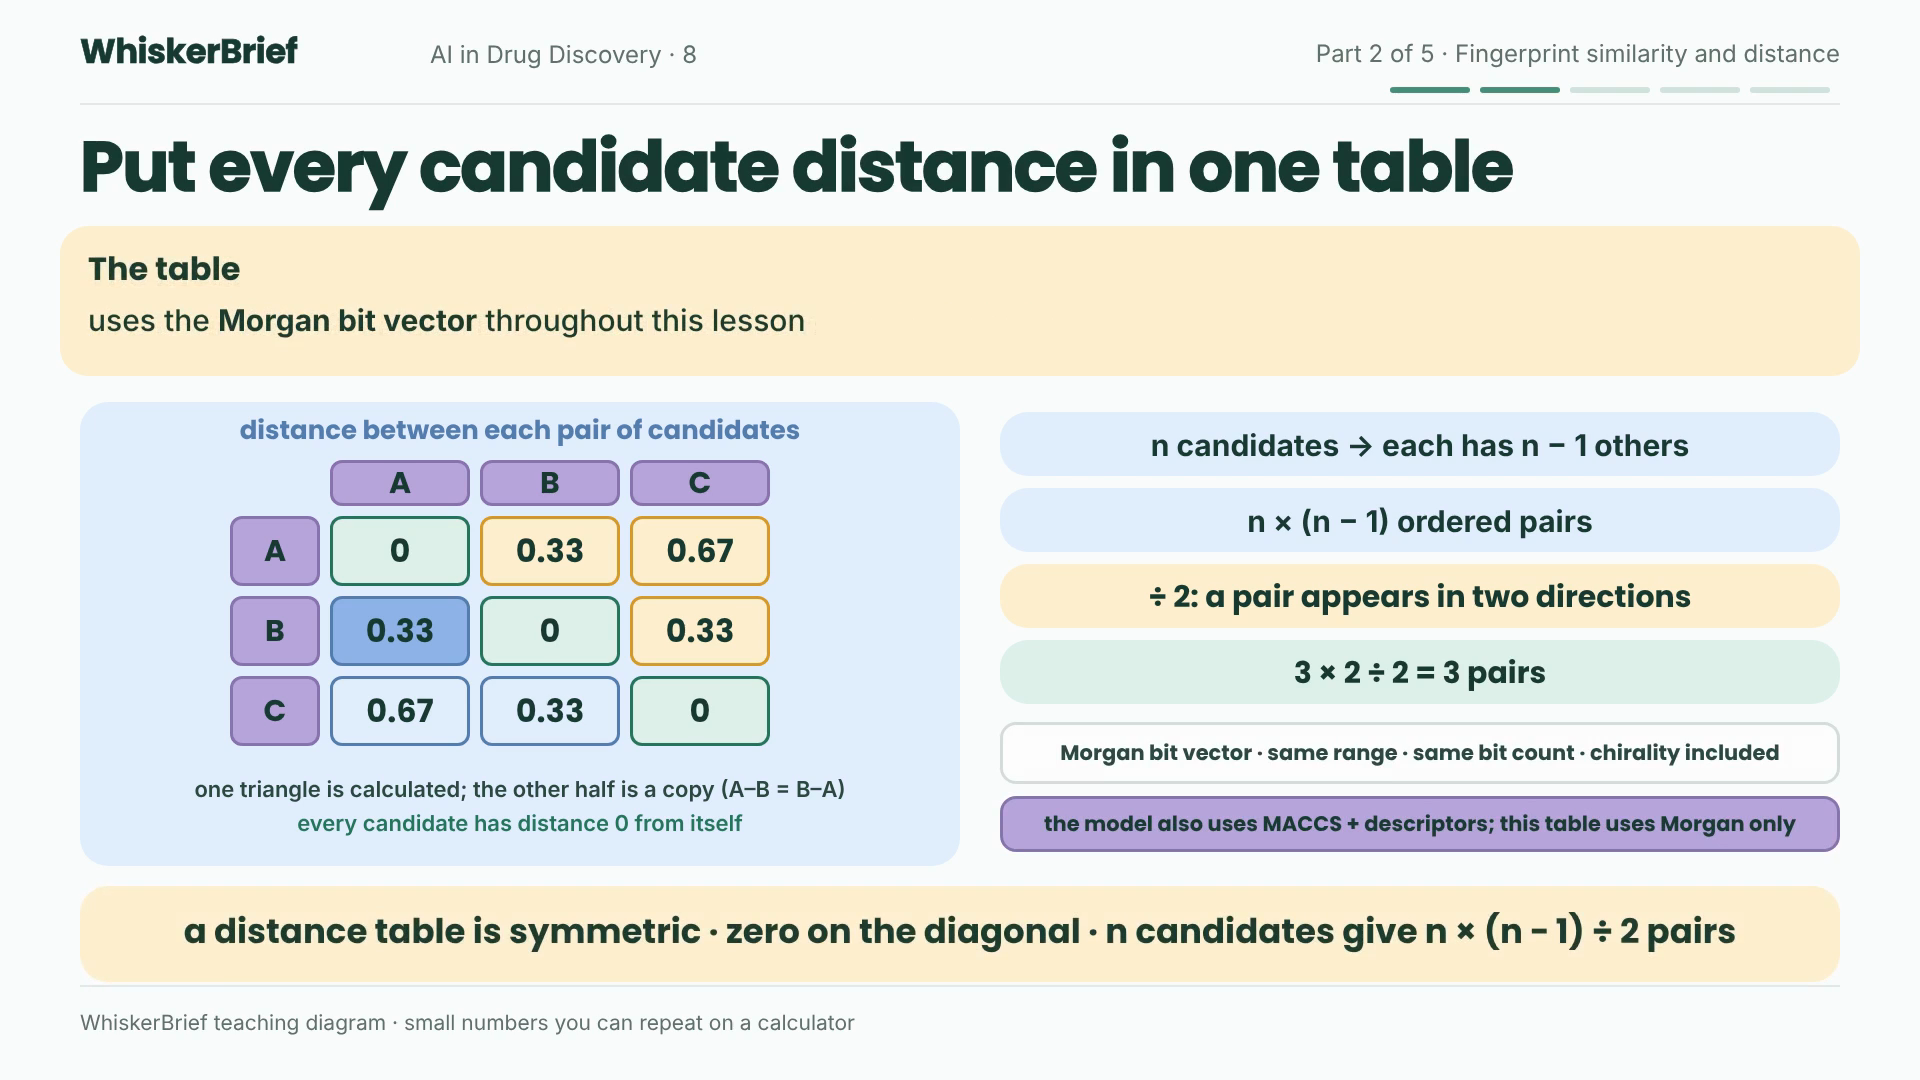 WhiskerBrief
AI in Drug Discovery · 8
Part 2 of 5 · Fingerprint similarity and distance
Put every candidate distance in one table
The table
uses the Morgan bit vector throughout this lesson
distance between each pair of candidates
A B C
A 0 0.33 0.67
B 0.33 0 0.33
C 0.67 0.33 0
one triangle is calculated; the other half is a copy (A–B = B–A)
every candidate has distance 0 from itself
n candidates → each has n − 1 others
n × (n − 1) ordered pairs
÷ 2: a pair appears in two directions
3 × 2 ÷ 2 = 3 pairs
Morgan bit vector · same range · same bit count · chirality included
the model also uses MACCS + descriptors; this table uses Morgan only
a distance table is symmetric · zero on the diagonal · n candidates give n × (n − 1) ÷ 2 pairs
WhiskerBrief teaching diagram · small numbers you can repeat on a calculator